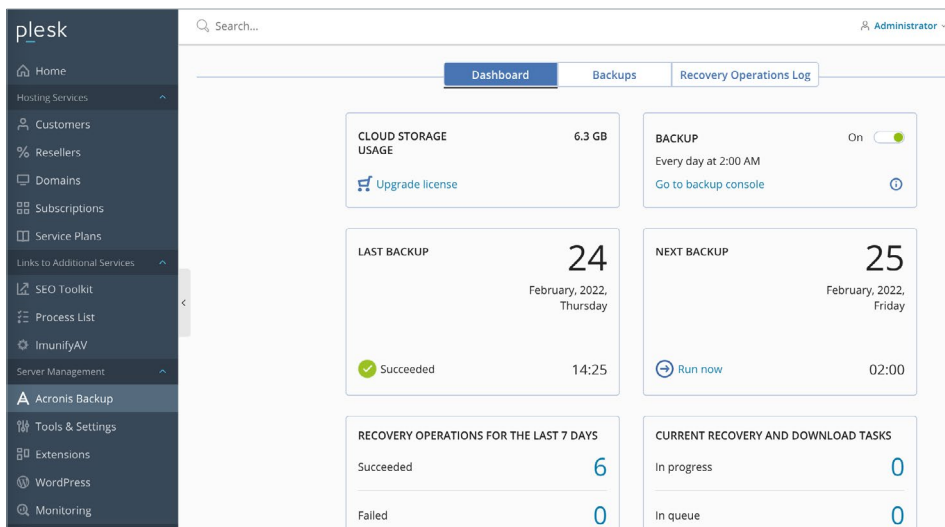 plesk
Search...
Administrator
Home
Hosting Services
Customers
Resellers
Domains
Subscriptions
Service Plans
Links to Additional Services
SEO Toolkit
Process List
ImunifyAV
Server Management
Acronis Backup
Tools & Settings
Extensions
WordPress
Monitoring
Dashboard
Backups
Recovery Operations Log
CLOUD STORAGE
USAGE
6.3 GB
Upgrade license
BACKUP
On
Every day at 2:00 AM
Go to backup console
LAST BACKUP
24
February, 2022,
Thursday
Succeeded
14:25
NEXT BACKUP
25
February, 2022,
Friday
Run now
02:00
RECOVERY OPERATIONS FOR THE LAST 7 DAYS
Succeeded
6
Failed
0
CURRENT RECOVERY AND DOWNLOAD TASKS
In progress
0
In queue
0